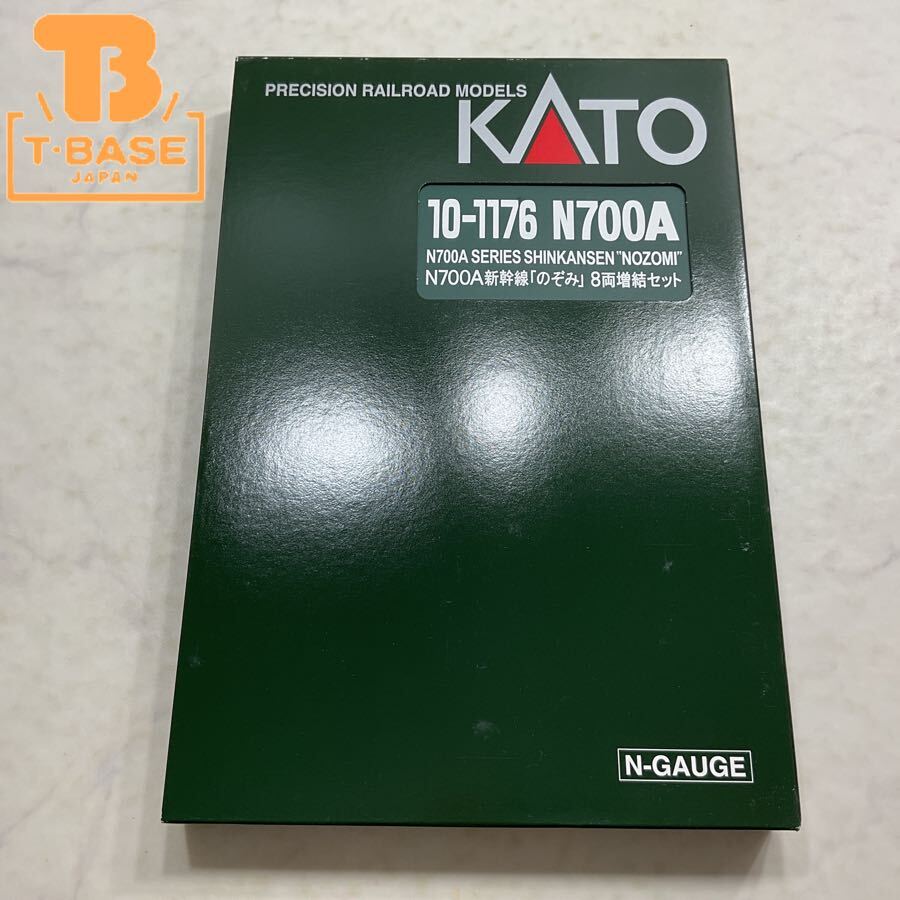 TB
T·BASE
JAPAN
PRECISION RAILROAD MODELS
KATO
10-1176 N700A
N700A SERIES SHINKANSEN "NOZOMI"
N700A新幹線「のぞみ」 8両増結セット
N-GAUGE